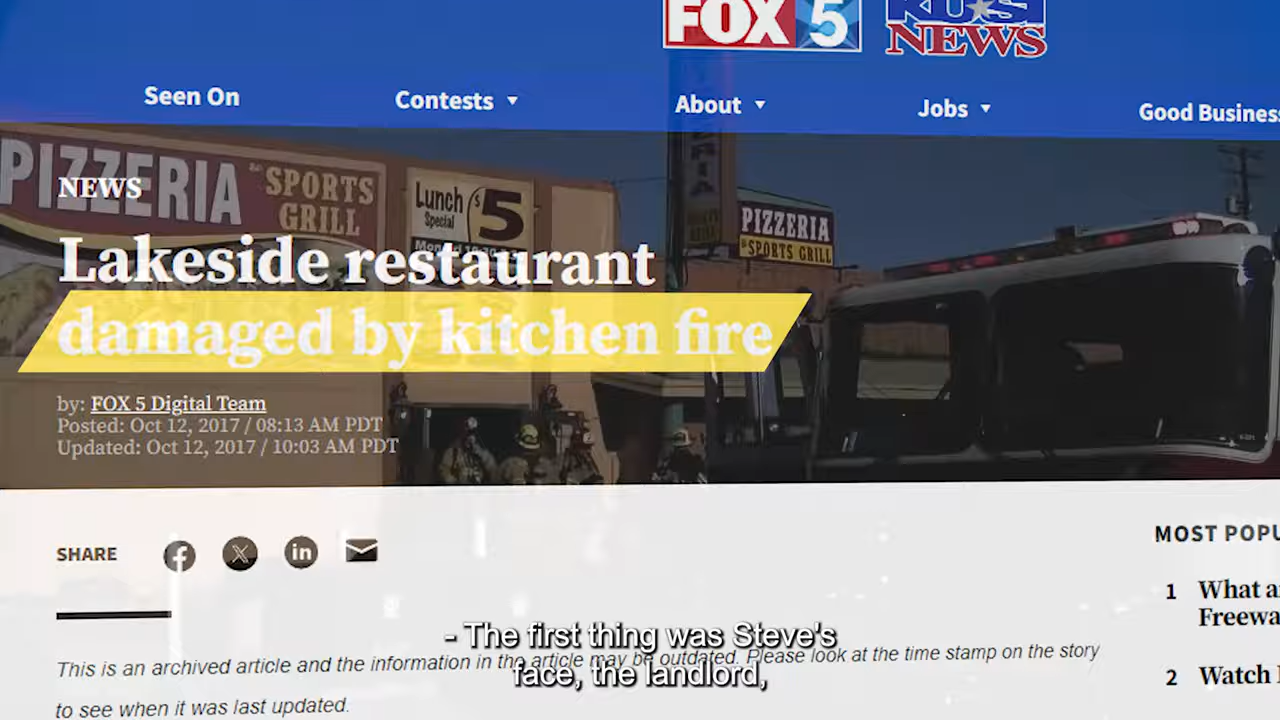 FOX 5
KUSI
NEWS
Seen On
Contests
About
Jobs
Good Business
PIZZERIA
SPORTS
GRILL
Lunch
Special
$5
PIZZERIA
SPORTS GRILL
NEWS
Lakeside restaurant
damaged by kitchen fire
by: FOX 5 Digital Team
Posted: Oct 12, 2017 / 08:13 AM PDT
Updated: Oct 12, 2017 / 10:03 AM PDT
SHARE
MOST POPU
1 What a
Freewa
2 Watch
This is an archived article and the information in the article may be outdated. Please look at the time stamp on the story
to see when it was last updated.
- The first thing was Steve's
face, the landlord,